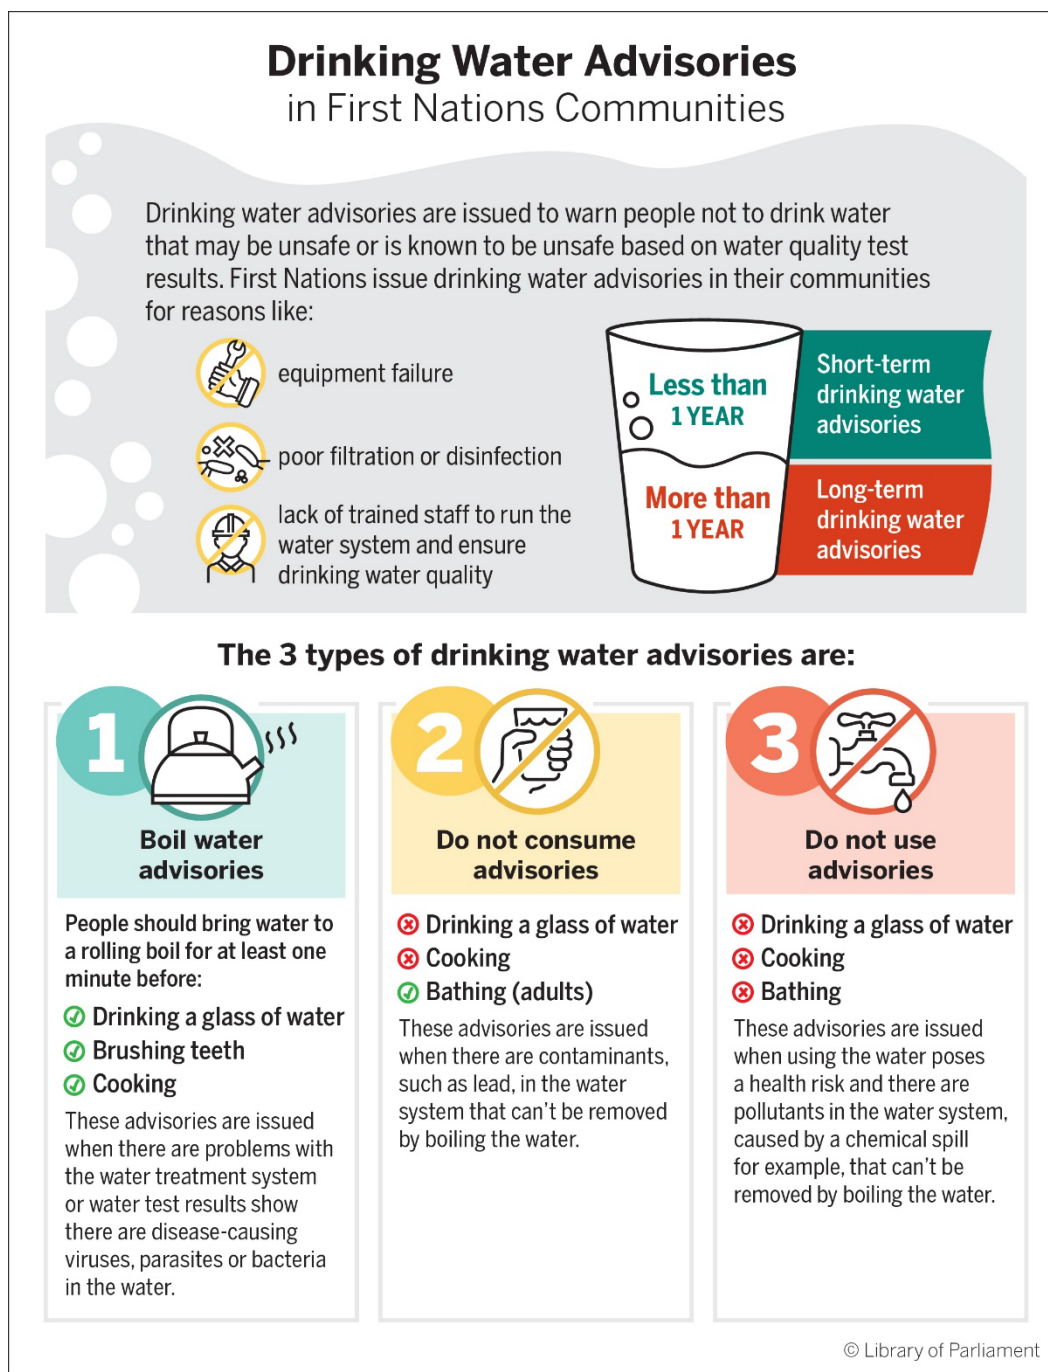 Drinking Water Advisories
in First Nations Communities
Drinking water advisories are issued to warn people not to drink water
that may be unsafe or is known to be unsafe based on water quality test
results. First Nations issue drinking water advisories in their communities
for reasons like:
equipment failure
poor filtration or disinfection
lack of trained staff to run the
water system and ensure
drinking water quality
Less than
1 YEAR
Short-term
drinking water
advisories
More than
1 YEAR
Long-term
drinking water
advisories
The 3 types of drinking water advisories are:
1
Boil water
advisories
People should bring water to
a rolling boil for at least one
minute before:
Drinking a glass of water
Brushing teeth
Cooking
These advisories are issued
when there are problems with
the water treatment system
or water test results show
there are disease-causing
viruses, parasites or bacteria
in the water.
2
Do not consume
advisories
Drinking a glass of water
Cooking
Bathing (adults)
These advisories are issued
when there are contaminants,
such as lead, in the water
system that can't be removed
by boiling the water.
3
Do not use
advisories
Drinking a glass of water
Cooking
Bathing
These advisories are issued
when using the water poses
a health risk and there are
pollutants in the water system,
caused by a chemical spill
for example, that can't be
removed by boiling the water.
© Library of Parliament